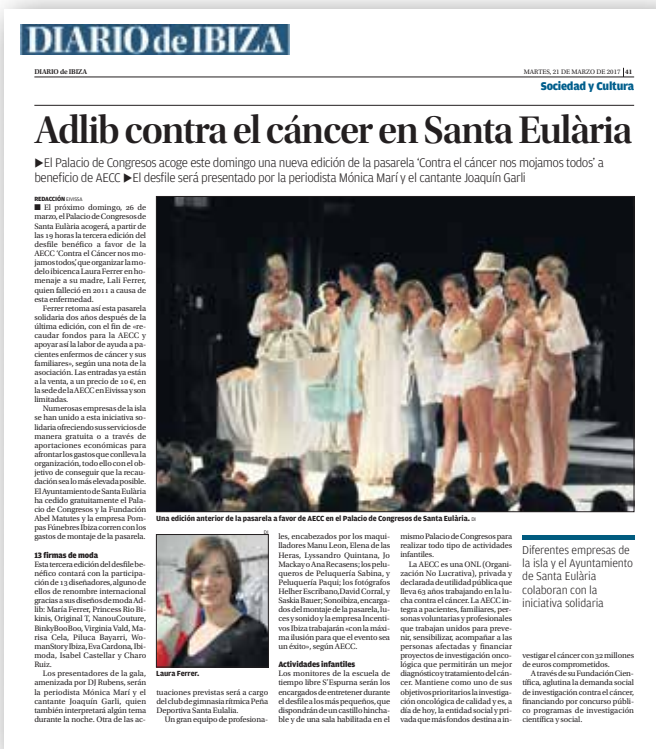 DIARIO de IBIZA
DIARIO de IBIZA
MARTES, 21 DE MARZO DE 2017 | 41
Sociedad y Cultura
Adlib contra el cáncer en Santa Eulària
▶El Palacio de Congresos acoge este domingo una nueva edición de la pasarela ‘Contra el cáncer nos mojamos todos’ a
beneficio de AECC ▶El desfile será presentado por la periodista Mónica Marí y el cantante Joaquín Garli
REDACCIÓN EIVISSA
■ El próximo domingo, 26 de
marzo, el Palacio de Congresos de
Santa Eulària acogerá, a partir de
las 19 horas la tercera edición del
desfile benéfico a favor de la
AECC ‘Contra el Cáncer nos mo-
jamos todos’, que organizar la mo-
delo ibicenca Laura Ferrer en ho-
menaje a su madre, Lali Ferrer,
quien falleció en 2011 a causa de
esta enfermedad.
Ferrer retoma así esta pasarela
solidaria dos años después de la
última edición, con el fin de «re-
caudar fondos para la AECC y
apoyar así la labor de ayuda a pa-
cientes enfermos de cáncer y sus
familiares», según una nota de la
asociación. Las entradas ya están
a la venta, a un precio de 10 €, en
la sede de la AECC en Eivissa y son
limitadas.
Numerosas empresas de la isla
se han unido a esta iniciativa so-
lidaria ofreciendo sus servicios de
manera gratuita o a través de
aportaciones económicas para
afrontar los gastos que conlleva la
organización, todo ello con el ob-
jetivo de conseguir que la recau-
dación sea lo más elevada posible.
El Ayuntamiento de Santa Eulària
ha cedido gratuitamente el Pala-
cio de Congresos y la Fundación
Abel Matutes y la empresa Pom-
pas Fúnebres Ibiza corren con los
gastos de montaje de la pasarela.
13 firmas de moda
Esta tercera edición del desfile be-
néfico contará con la participa-
ción de 13 diseñadores, alguno de
ellos de renombre internacional
gracias a sus diseños de moda Ad-
lib: María Ferrer, Princess Rio Bi-
kinis, Original T, Nanou Couture,
BinkyBooBoo, Virginia Vald, Ma-
risa Cela, Piluca Bayarri, Wo-
manStory Ibiza, Eva Cardona, Ibi-
moda, Isabel Castellar y Charo
Ruiz.
Los presentadores de la gala,
amenizada por DJ Rubens, serán
la periodista Mónica Marí y el
cantante Joaquín Garli, quien
también interpretará algún tema
durante la noche. Otra de las ac-
Una edición anterior de la pasarela a favor de AECC en el Palacio de Congresos de Santa Eulària. DI
DI
Laura Ferrer.
tuaciones previstas será a cargo
del club de gimnasia rítmica Peña
Deportiva Santa Eulalia.
Un gran equipo de profesiona-
les, encabezados por los maqui-
lladores Manu Leon, Elena de las
Heras, Lyssandro Quintana, Jo
Mackay o Ana Recasens; los pelu-
queros de Peluquería Sabina, y
Peluquería Paqui; los fotógrafos
Helher Escribano, David Corral, y
Saskia Bauer; Sonoibiza, encarga-
dos del montaje de la pasarela, lu-
ces y sonido y la empresa Incenti-
vos Ibiza trabajarán «con la máxi-
ma ilusión para que el evento sea
un éxito», según AECC.
Actividades infantiles
Los monitores de la escuela de
tiempo libre S’Espurna serán los
encargados de entretener durante
el desfile a los más pequeños, que
dispondrán de un castillo hincha-
ble y de una sala habilitada en el
mismo Palacio de Congresos para
realizar todo tipo de actividades
infantiles.
La AECC es una ONL (Organi-
zación No Lucrativa), privada y
declarada de utilidad pública que
lleva 63 años trabajando en la lu-
cha contra el cáncer. La AECC in-
tegra a pacientes, familiares, per-
sonas voluntarias y profesionales
que trabajan unidos para preve-
nir, sensibilizar, acompañar a las
personas afectadas y financiar
proyectos de investigación onco-
lógica que permitirán un mejor
diagnóstico y tratamiento del cán-
cer. Mantiene como uno de sus
objetivos prioritarios la investiga-
ción oncológica de calidad y es, a
día de hoy, la entidad social y pri-
vada que más fondos destina a in-
Diferentes empresas de
la isla y el Ayuntamiento
de Santa Eulària
colaboran con la
iniciativa solidaria
vestigar el cáncer con 32 millones
de euros comprometidos.
A través de su Fundación Cien-
tífica, aglutina la demanda social
de investigación contra el cáncer,
financiando por concurso públi-
co programas de investigación
científica y social.